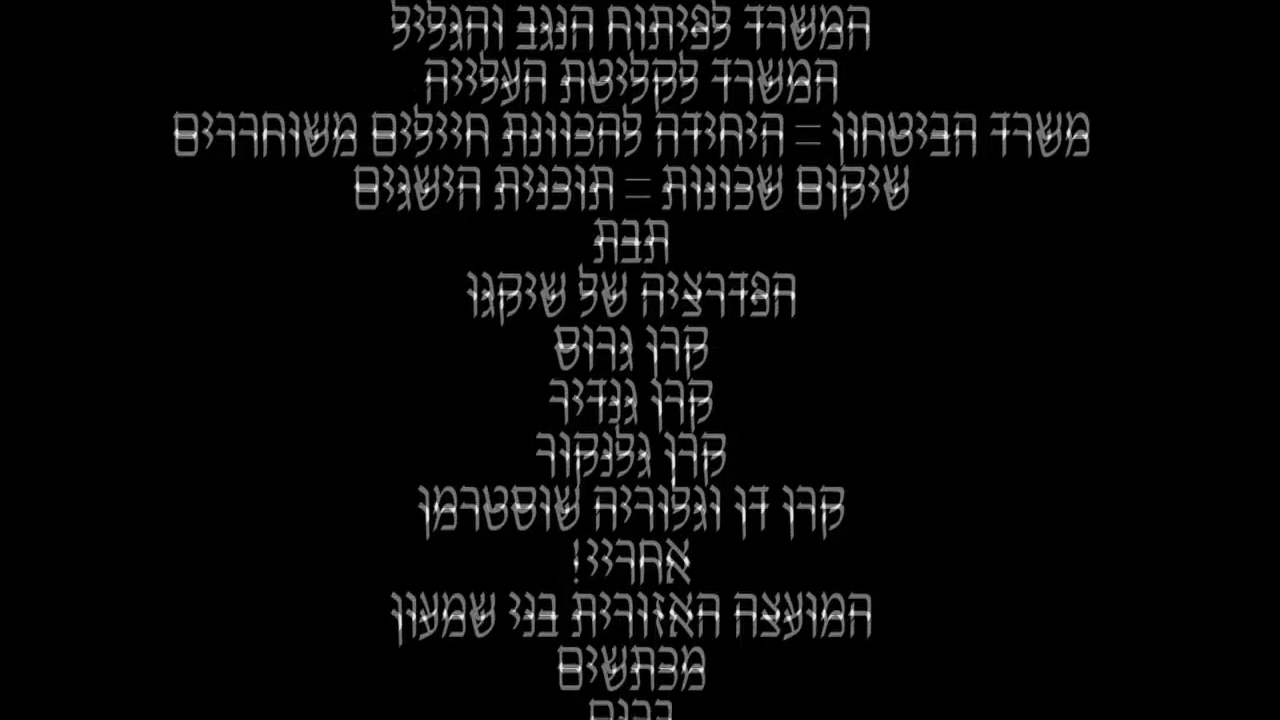 המשרד לפיתוח הנגב והגליל
המשרד לקליטת העלייה
משרד הביטחון – היחידה להכוונת חיילים משוחררים
שיקום שכונות – תוכנית הישגים
תבת
הפדרציה של שיקגו
קרן גרוס
קרן גנדיר
קרן גלנקור
קרן דן וגלוריה שוסטרמן
אחריי!
המועצה האזורית בני שמעון
מכתשים